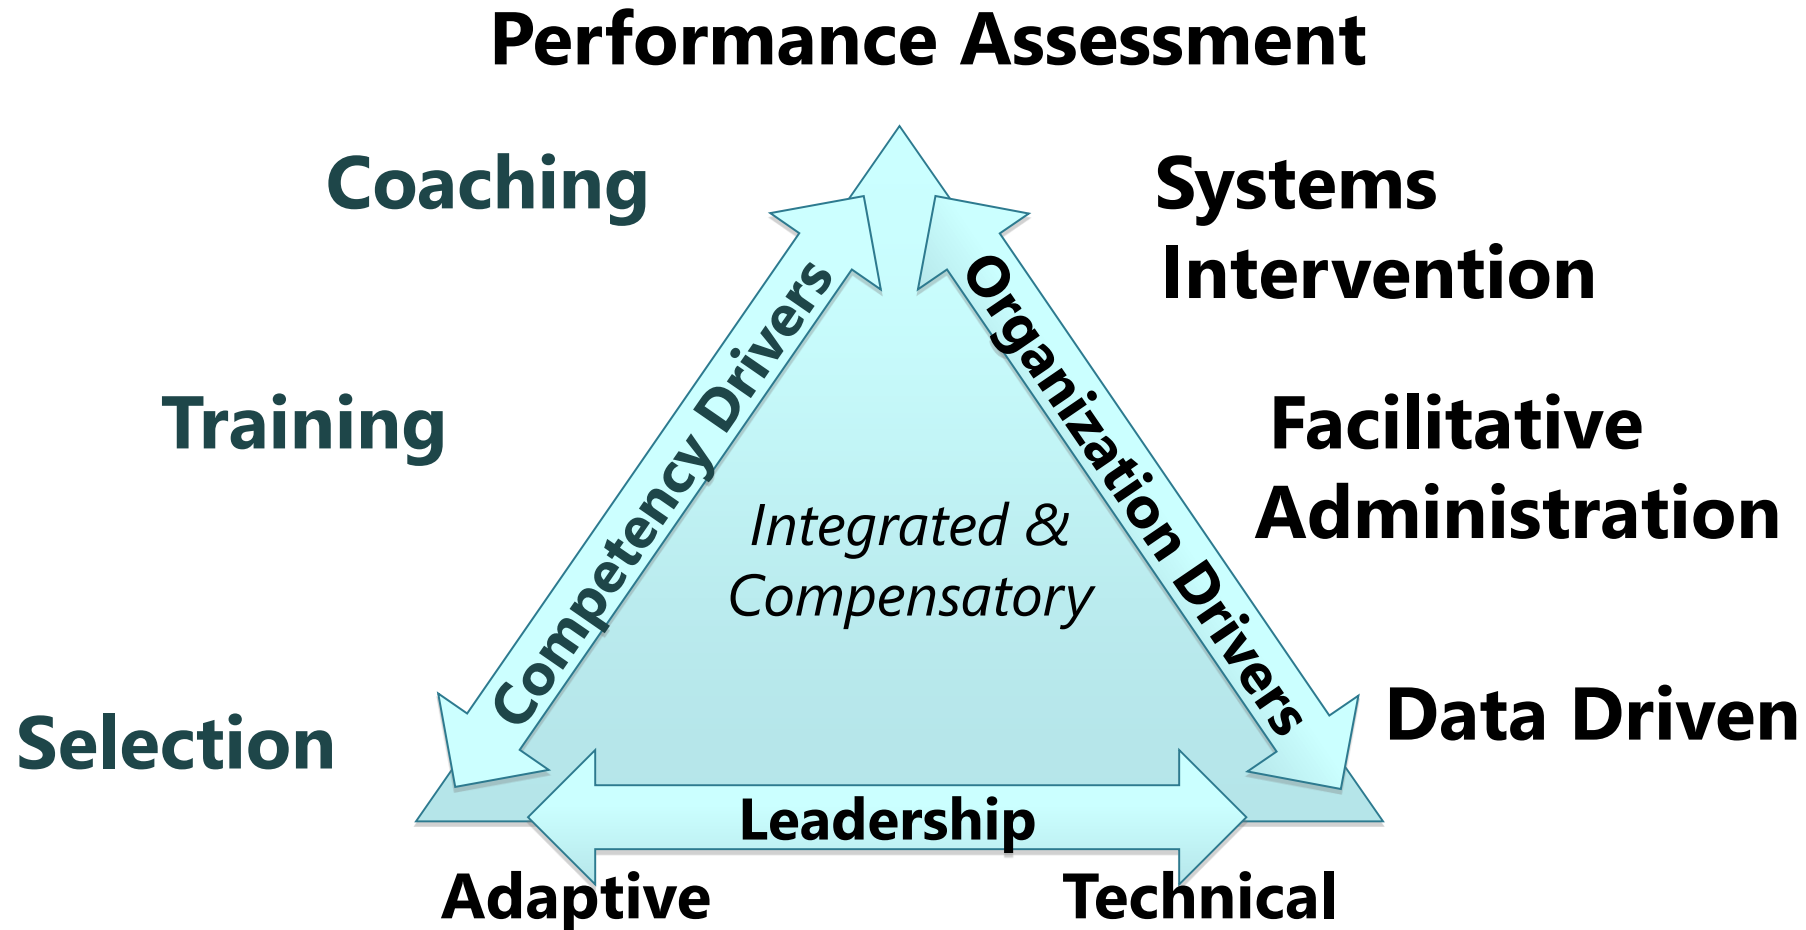 Performance Assessment
Coaching
Systems
Intervention
Training
Facilitative
Administration
Selection
Data Driven
Competency Drivers
Organization Drivers
Integrated &
Compensatory
Leadership
Adaptive
Technical